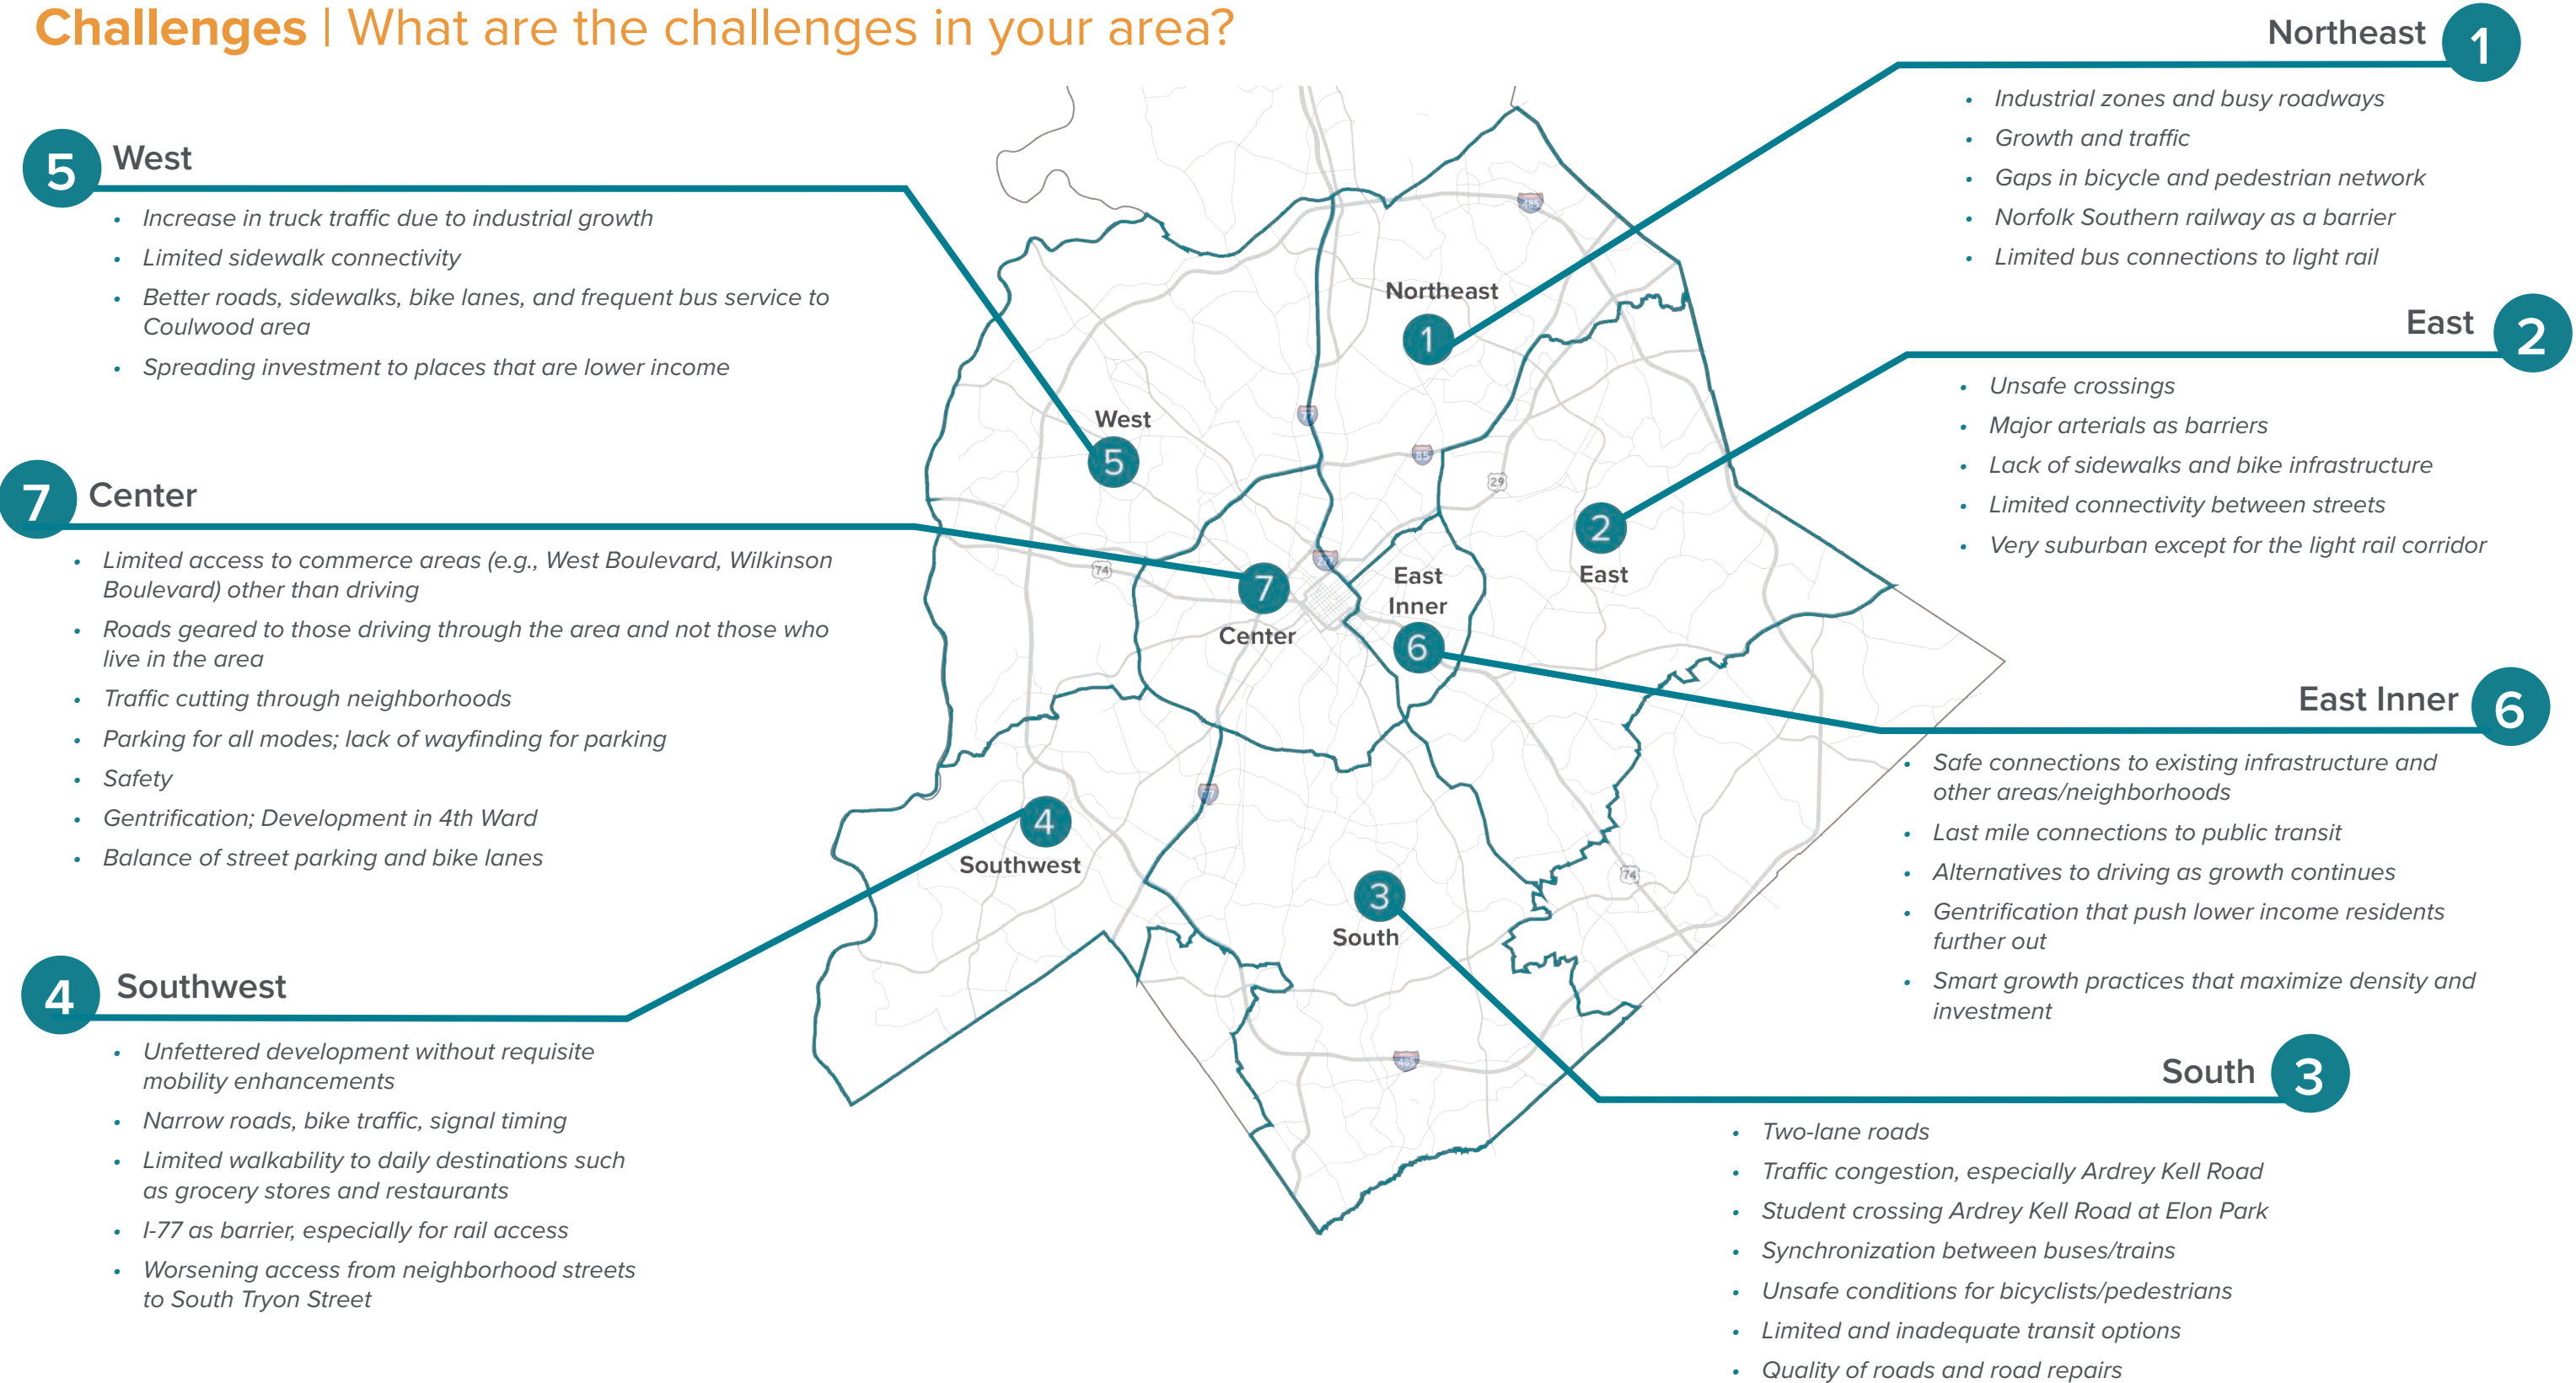 Challenges | What are the challenges in your area?
Northeast 1
• Industrial zones and busy roadways
• Growth and traffic
• Gaps in bicycle and pedestrian network
• Norfolk Southern railway as a barrier
• Limited bus connections to light rail
East 2
• Unsafe crossings
• Major arterials as barriers
• Lack of sidewalks and bike infrastructure
• Limited connectivity between streets
• Very suburban except for the light rail corridor
East Inner 6
• Safe connections to existing infrastructure and
other areas/neighborhoods
• Last mile connections to public transit
• Alternatives to driving as growth continues
• Gentrification that push lower income residents
further out
• Smart growth practices that maximize density and
investment
South 3
• Two-lane roads
• Traffic congestion, especially Ardrey Kell Road
• Student crossing Ardrey Kell Road at Elon Park
• Synchronization between buses/trains
• Unsafe conditions for bicyclists/pedestrians
• Limited and inadequate transit options
• Quality of roads and road repairs
5 West
• Increase in truck traffic due to industrial growth
• Limited sidewalk connectivity
• Better roads, sidewalks, bike lanes, and frequent bus service to
Coulwood area
• Spreading investment to places that are lower income
7 Center
• Limited access to commerce areas (e.g., West Boulevard, Wilkinson
Boulevard) other than driving
• Roads geared to those driving through the area and not those who
live in the area
• Traffic cutting through neighborhoods
• Parking for all modes; lack of wayfinding for parking
• Safety
• Gentrification; Development in 4th Ward
• Balance of street parking and bike lanes
4 Southwest
• Unfettered development without requisite
mobility enhancements
• Narrow roads, bike traffic, signal timing
• Limited walkability to daily destinations such
as grocery stores and restaurants
• I-77 as barrier, especially for rail access
• Worsening access from neighborhood streets
to South Tryon Street
485
Northeast
1
77
West
5
85
29
2
East
74
7
Center
East
Inner
6
77
4
Southwest
3
South
74
485